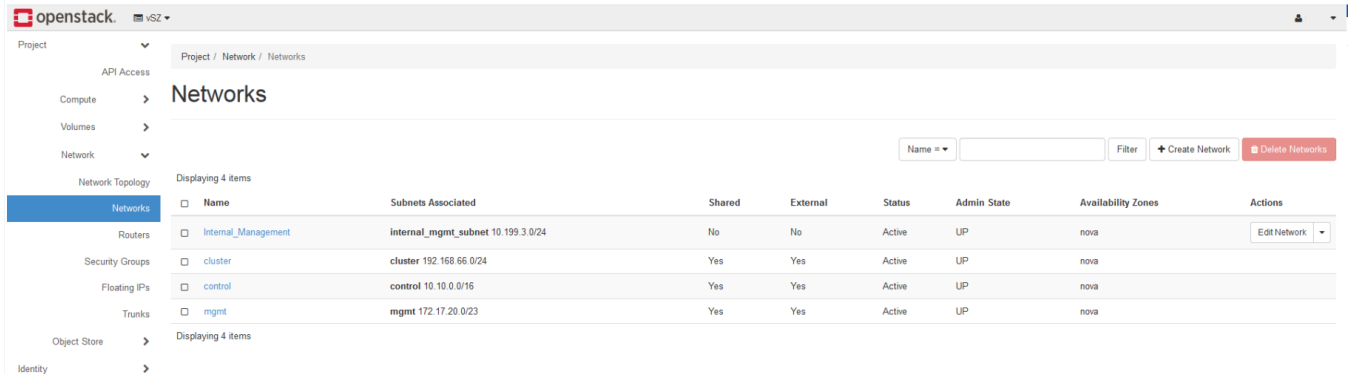 openstack. vSZ
Project
API Access
Compute
Volumes
Network
Network Topology
Networks
Routers
Security Groups
Floating IPs
Trunks
Object Store
Identity
Project / Network / Networks
Networks
Name = Filter + Create Network Delete Networks
Displaying 4 items
Name Subnets Associated Shared External Status Admin State Availability Zones Actions
Internal_Management internal_mgmt_subnet 10.199.3.0/24 No No Active UP nova Edit Network
cluster cluster 192.168.66.0/24 Yes Yes Active UP nova
control control 10.10.0.0/16 Yes Yes Active UP nova
mgmt mgmt 172.17.20.0/23 Yes Yes Active UP nova
Displaying 4 items